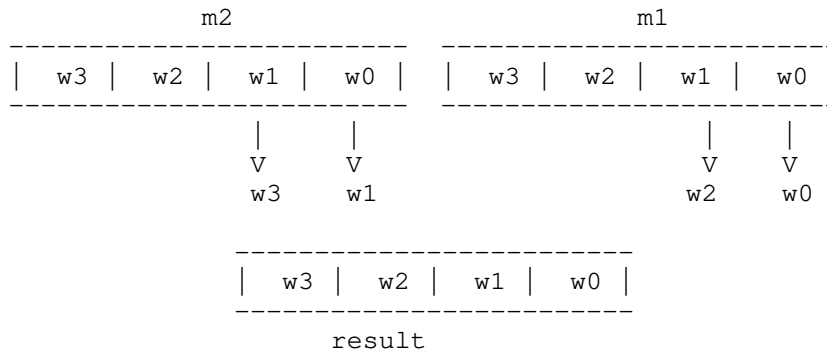 m2 m1
| w3 | w2 | w1 | w0 | | w3 | w2 | w1 | w0
| | | |
V V V V
w3 w1 w2 w0
| w3 | w2 | w1 | w0 |
result